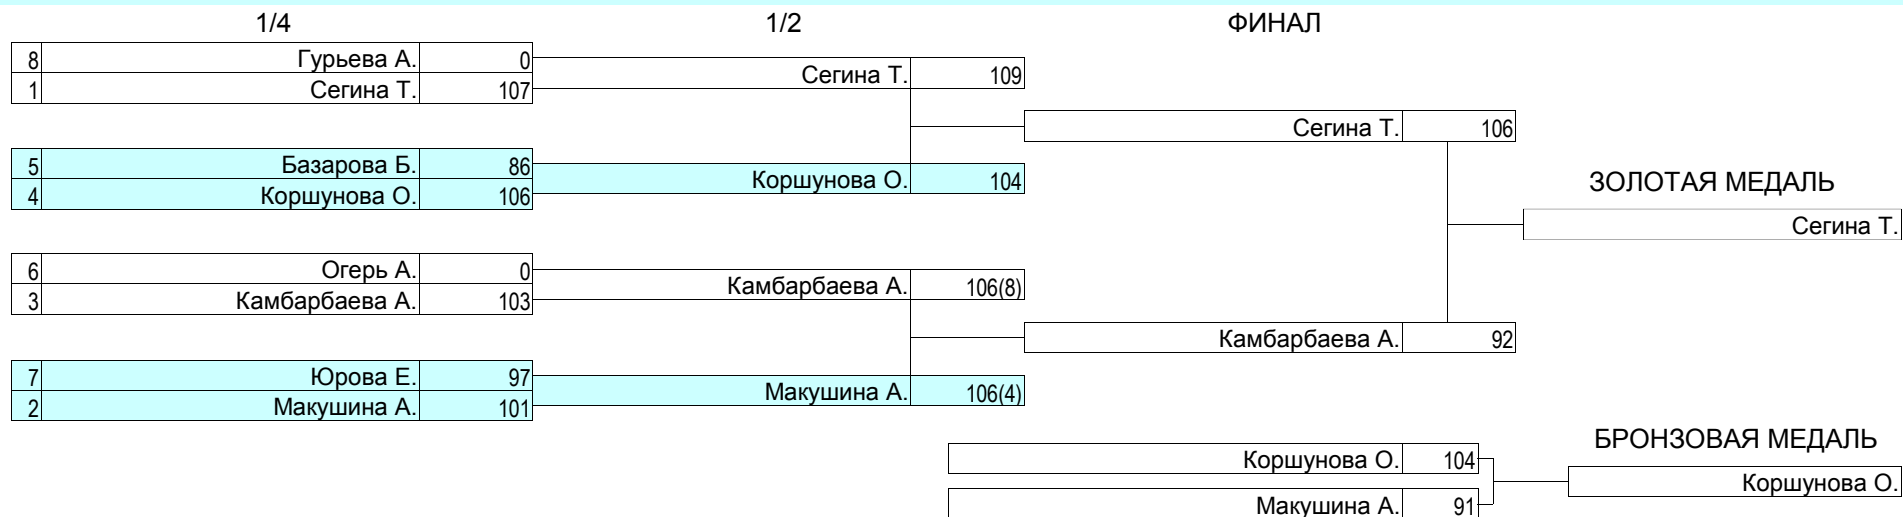 1/4 1/2 ФИНАЛ
8 Гурьева А. 0
Сегина Т. 109
1 Сегина Т. 107
Сегина Т. 106
5 Базарова Б. 86
Коршунова О. 104
4 Коршунова О. 106
ЗОЛОТАЯ МЕДАЛЬ
Сегина Т.
6 Огерь А. 0
Камбарбаева А. 106(8)
3 Камбарбаева А. 103
Камбарбаева А. 92
7 Юрова Е. 97
Макушина А. 106(4)
2 Макушина А. 101
БРОНЗОВАЯ МЕДАЛЬ
Коршунова О. 104
Коршунова О.
Макушина А. 91